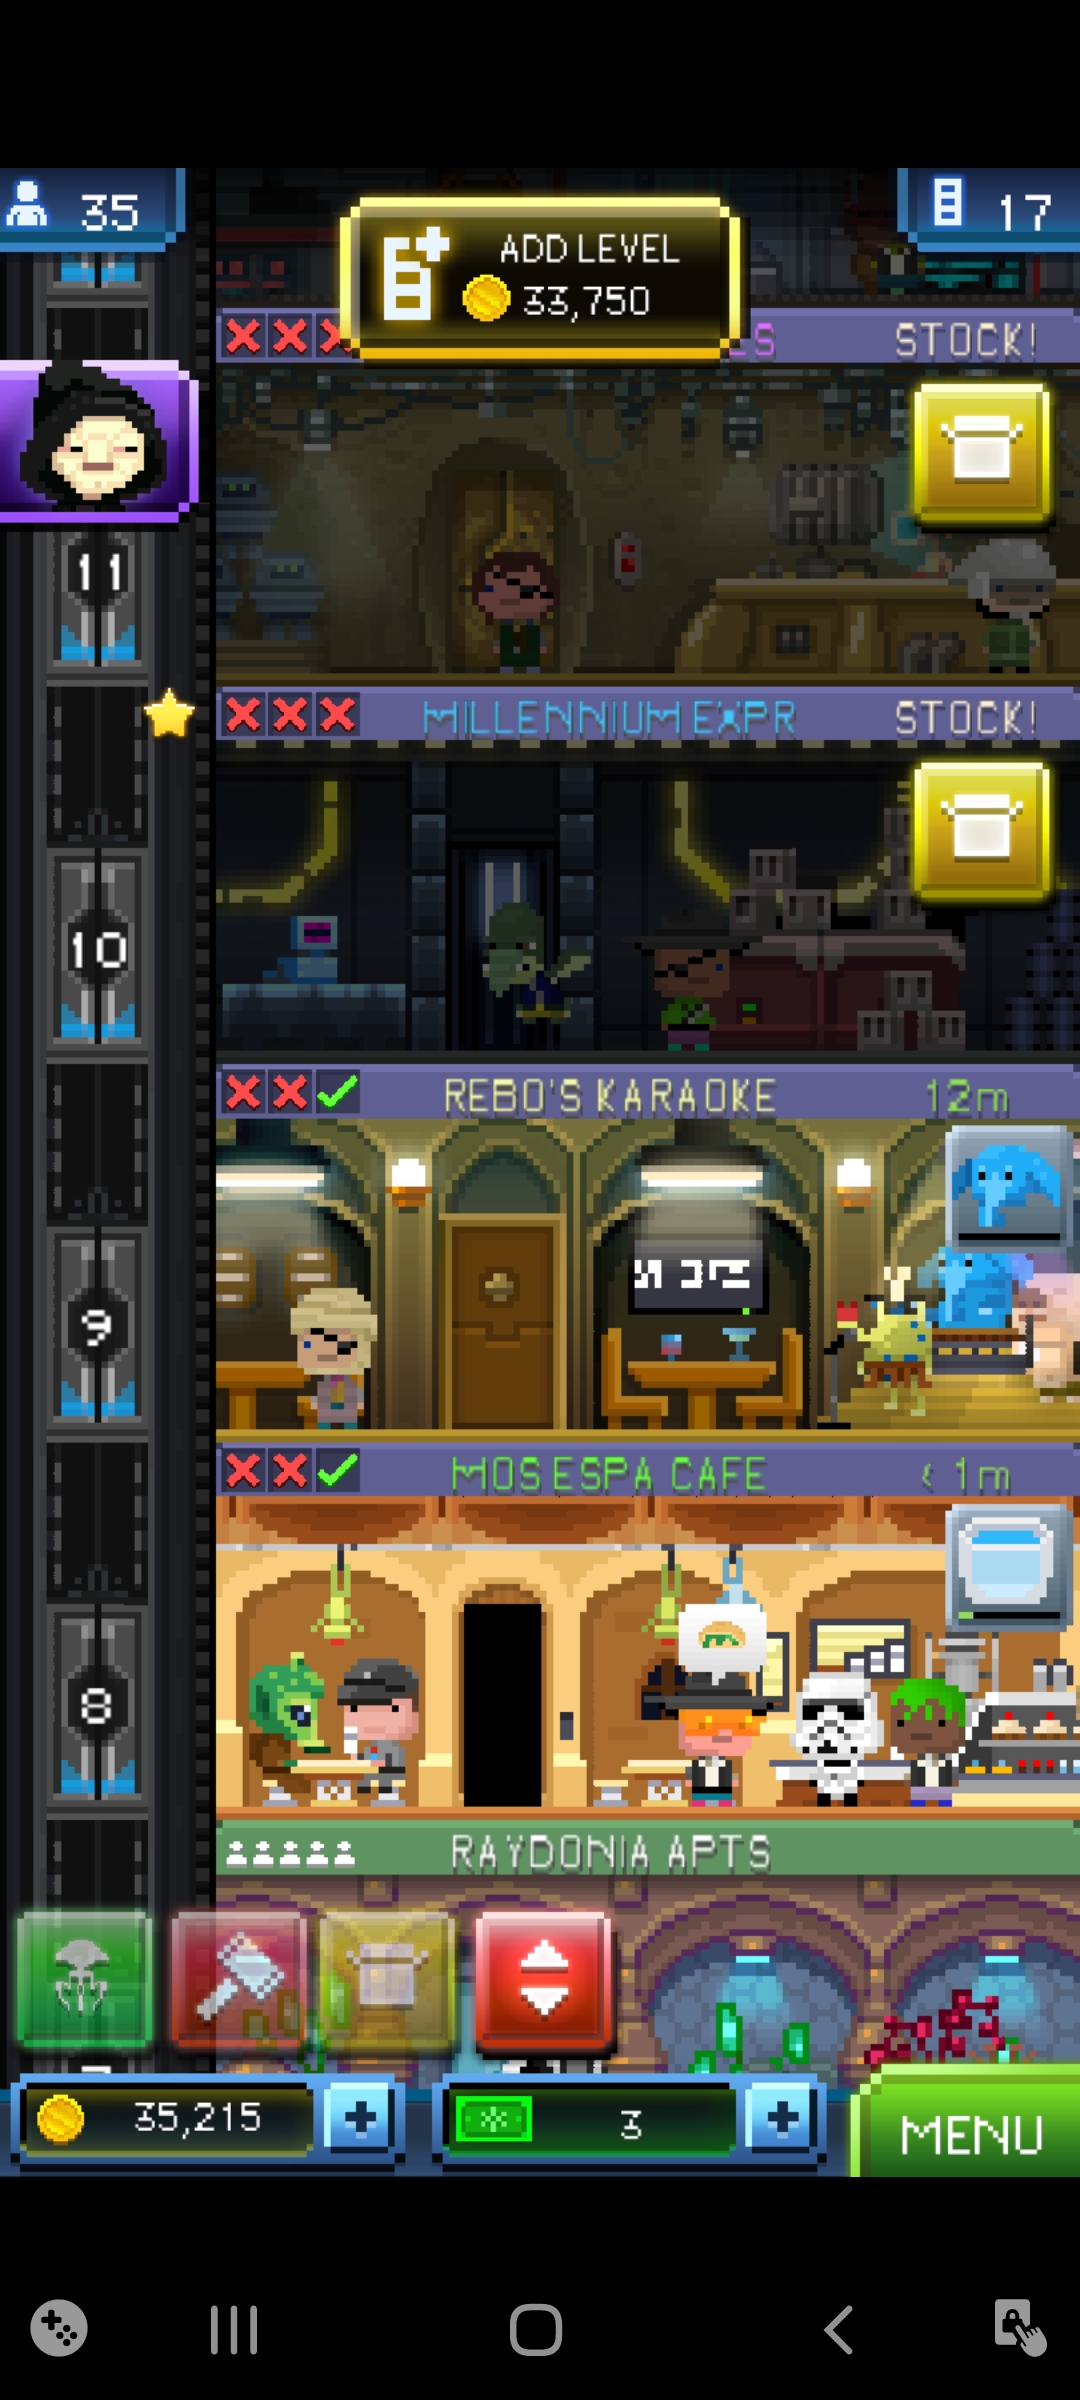 35
ADD LEVEL
33,750
17
STOCK!
11
MILLENNIUM EXPR
STOCK!
10
REBO'S KARAOKE
12m
9
MOS ESPA CAFE
< 1m
8
RAYDONIA APTS
35,215
3
MENU